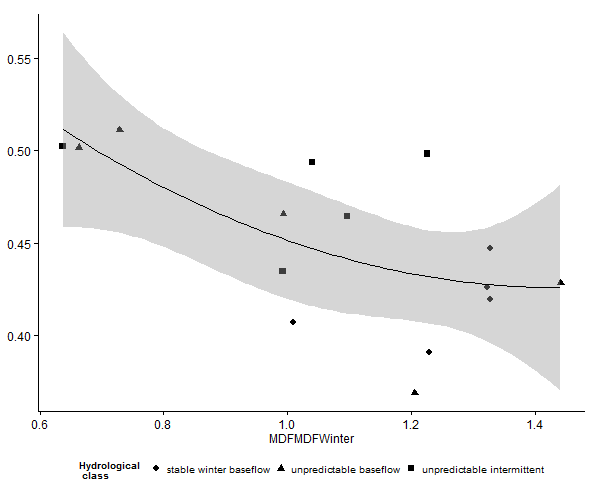 0.55
0.50
0.45
0.40
0.6 0.8 1.0 1.2 1.4
MDFMDFWinter
Hydrological class stable winter baseflow unpredictable baseflow unpredictable intermittent